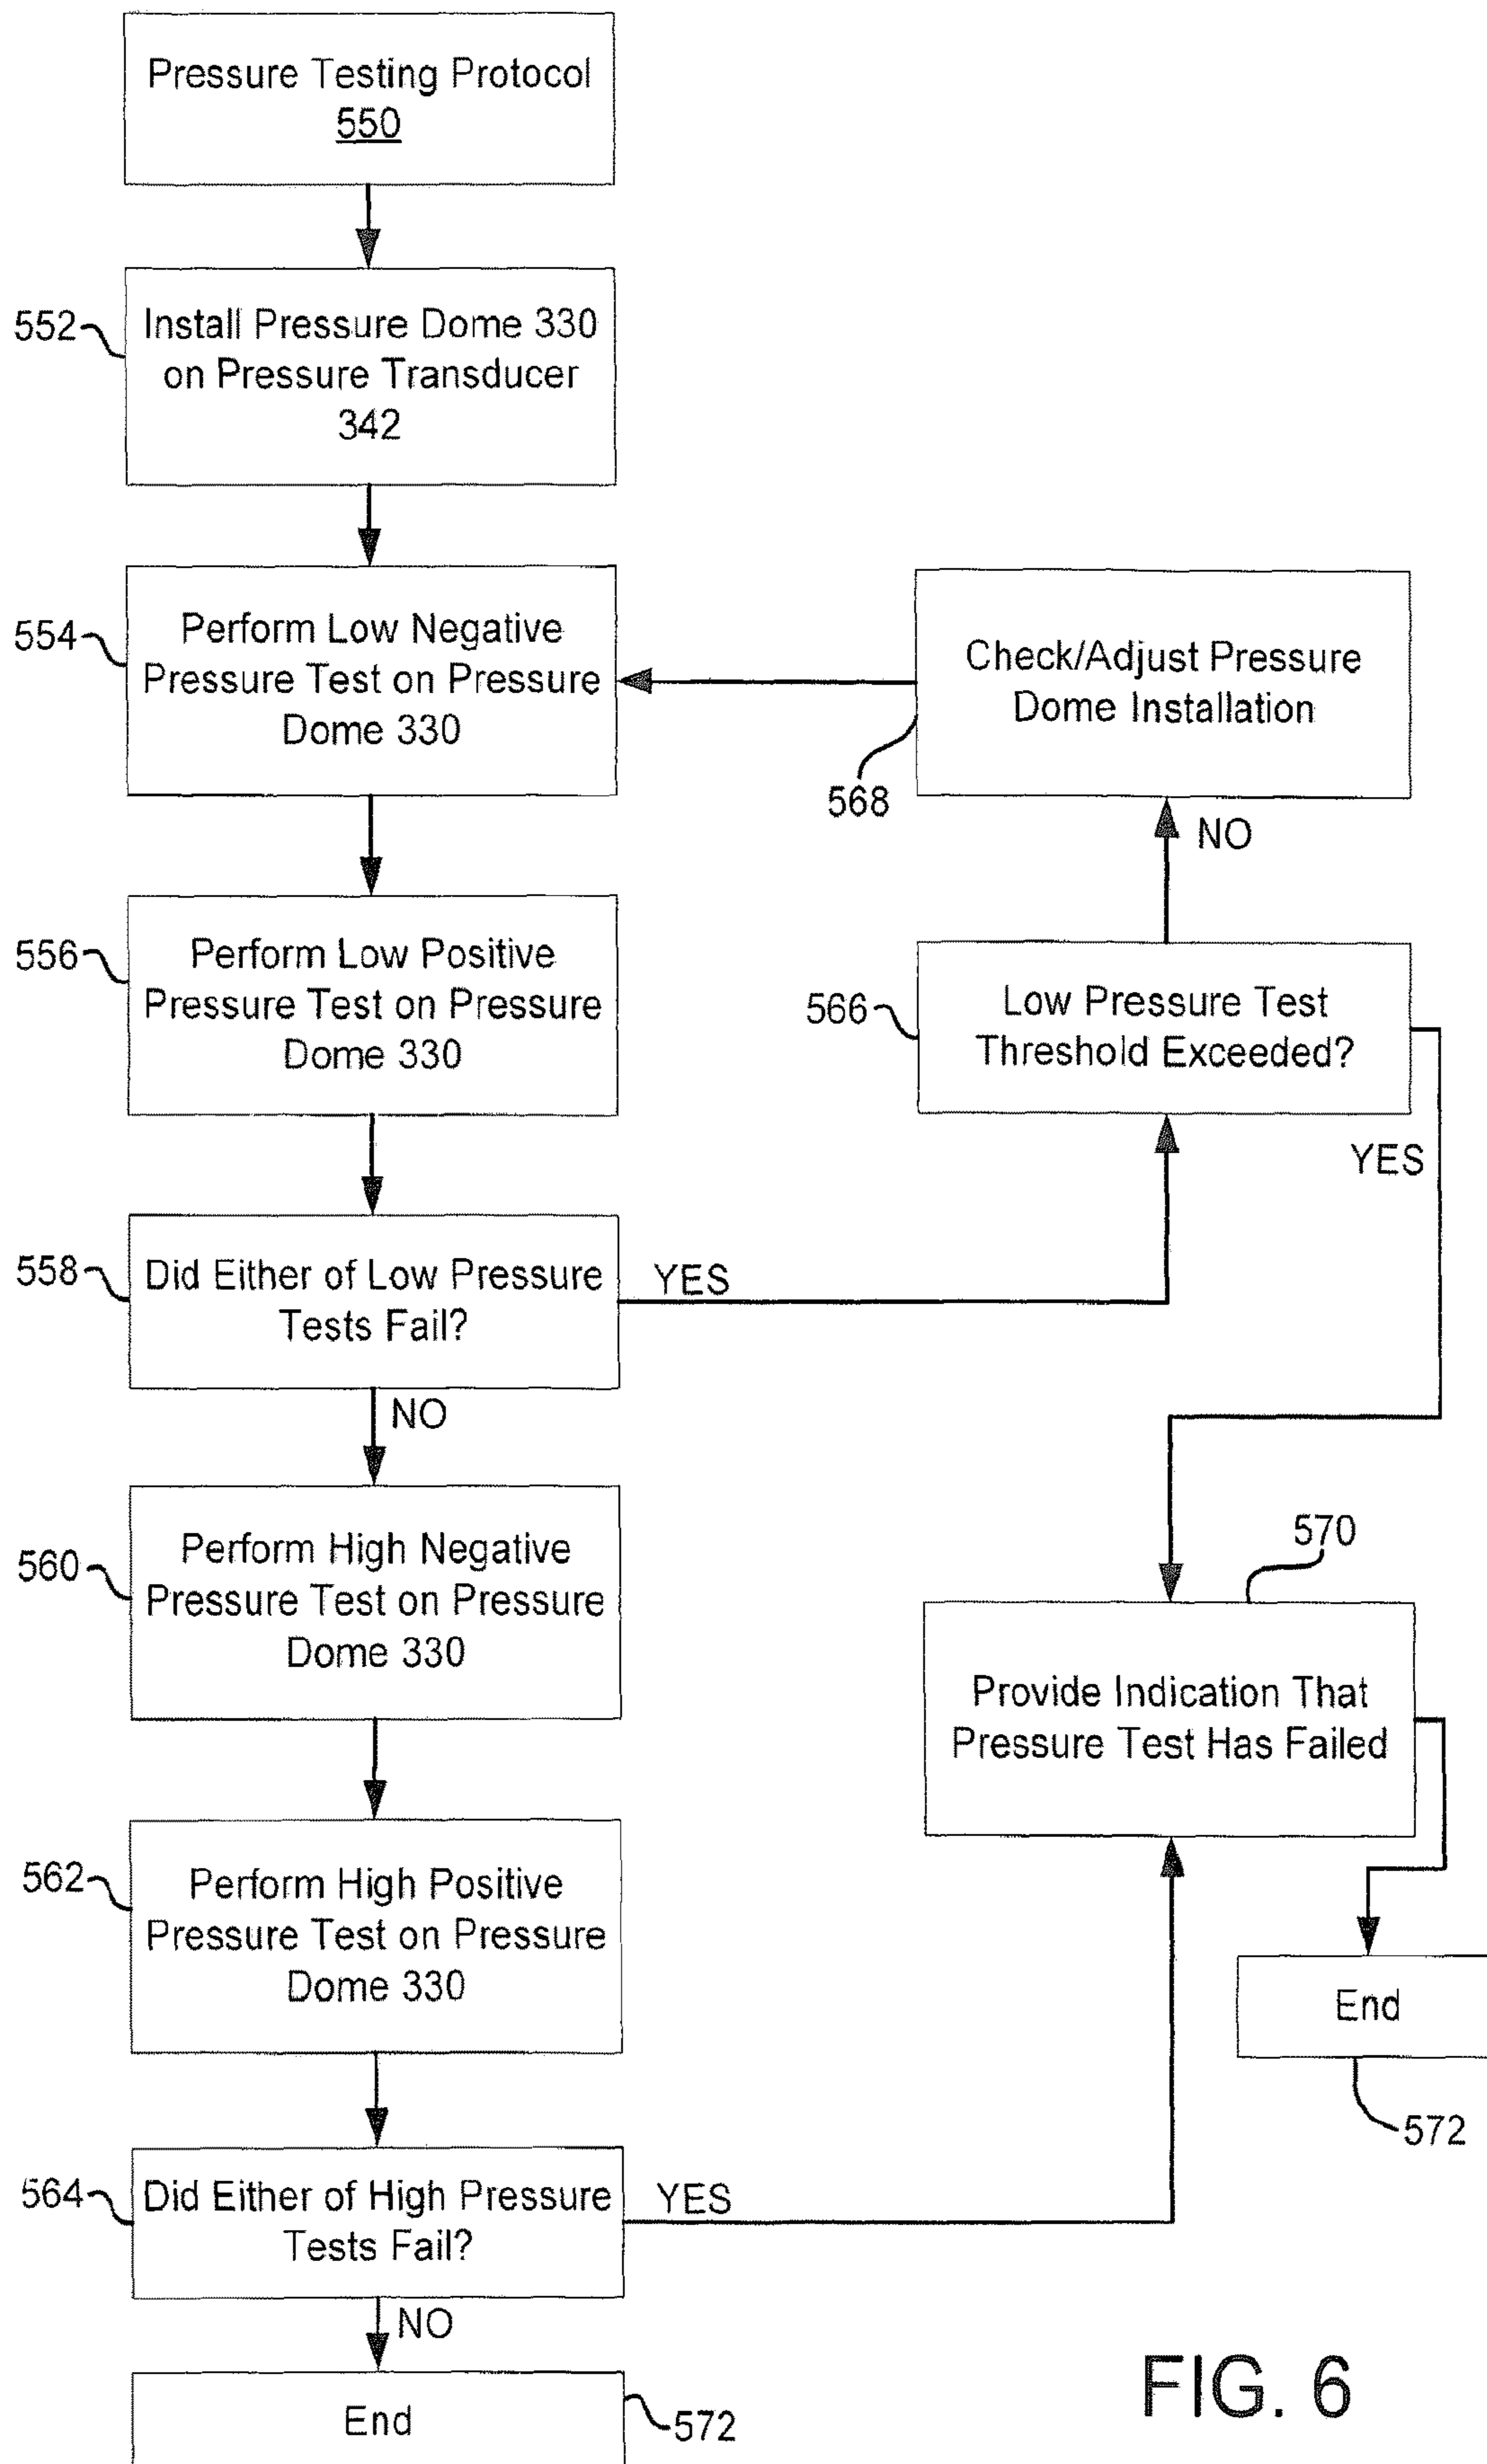 Pressure Testing Protocol
550
552
Install Pressure Dome 330
on Pressure Transducer
342
554
Perform Low Negative
Pressure Test on Pressure
Dome 330
Check/Adjust Pressure
Dome Installation
568
NO
556
Perform Low Positive
Pressure Test on Pressure
Dome 330
566
Low Pressure Test
Threshold Exceeded?
YES
558
Did Either of Low Pressure
Tests Fail?
YES
NO
560
Perform High Negative
Pressure Test on Pressure
Dome 330
570
Provide Indication That
Pressure Test Has Failed
562
Perform High Positive
Pressure Test on Pressure
Dome 330
End
572
564
Did Either of High Pressure
Tests Fail?
YES
NO
End
572
FIG. 6